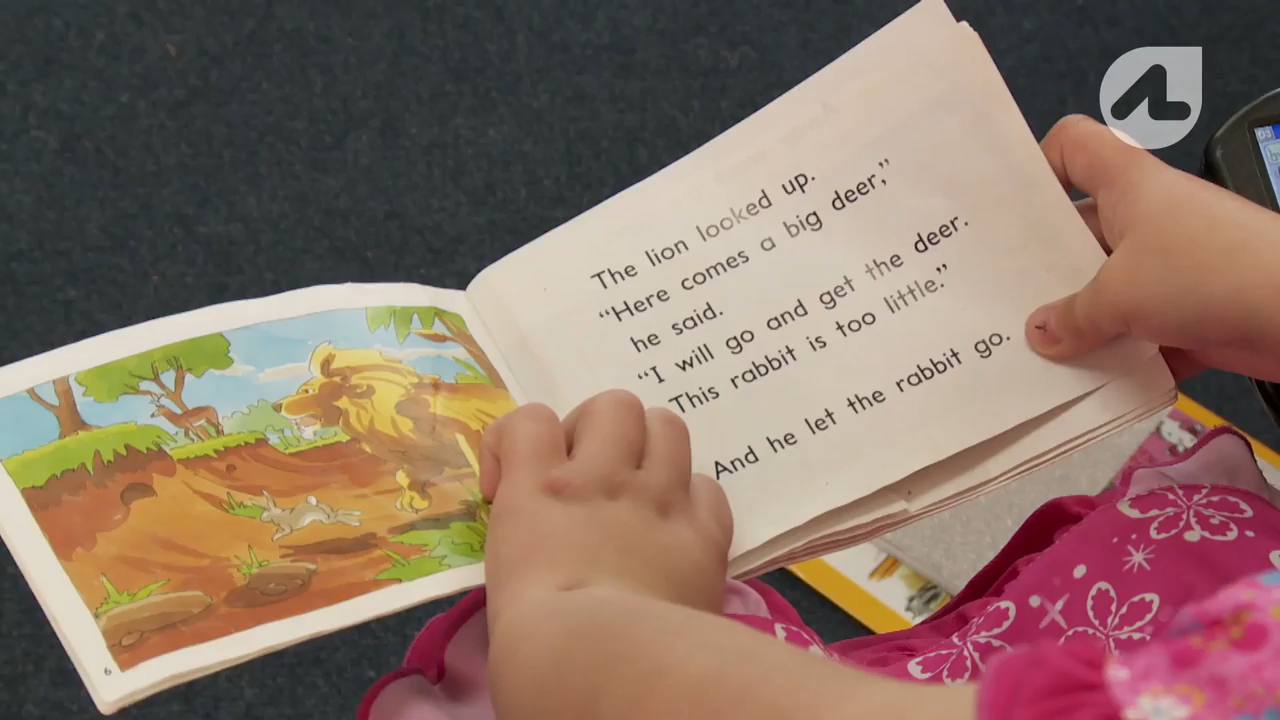 The lion looked up.
“Here comes a big deer,”
he said.
“I will go and get the deer.
This rabbit is too little.”
And he let the rabbit go.
6